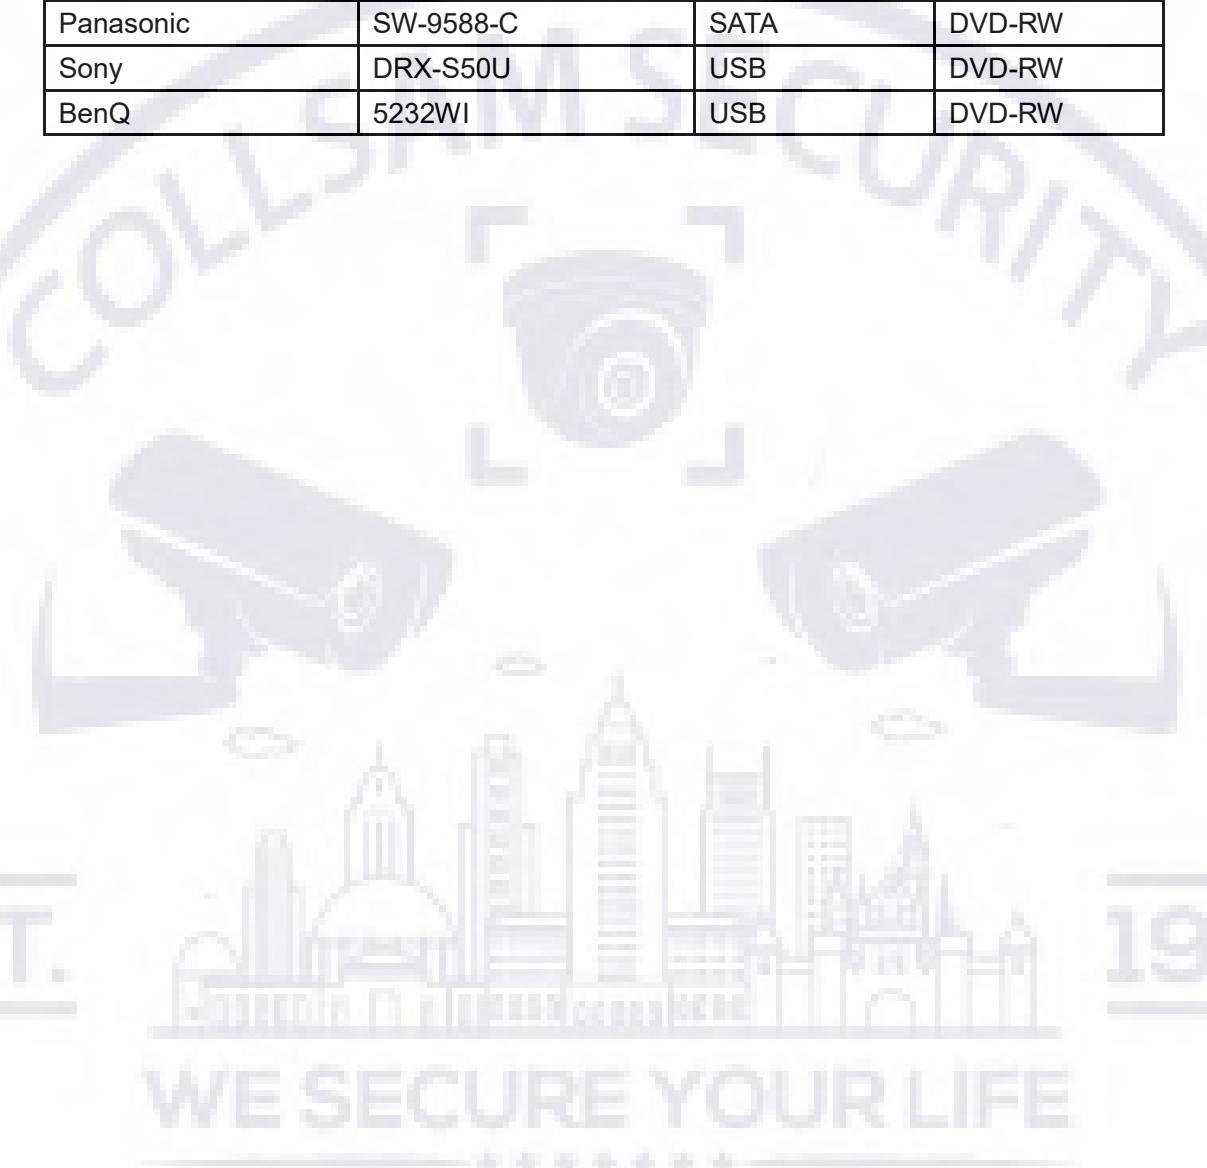 Panasonic SW-9588-C SATA DVD-RW
Sony DRX-S50U USB DVD-RW
BenQ 5232WI USB DVD-RW
COLLSAM SECURITY
T. 19
WE SECURE YOUR LIFE